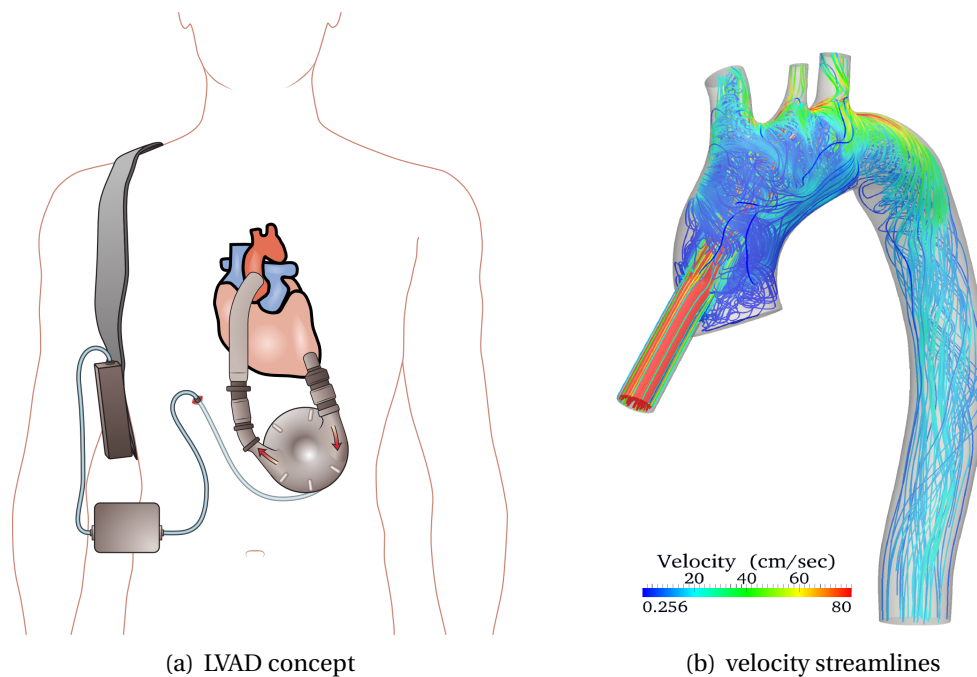 Velocity (cm/sec)
20 40 60
0.256 80
(a) LVAD concept
(b) velocity streamlines